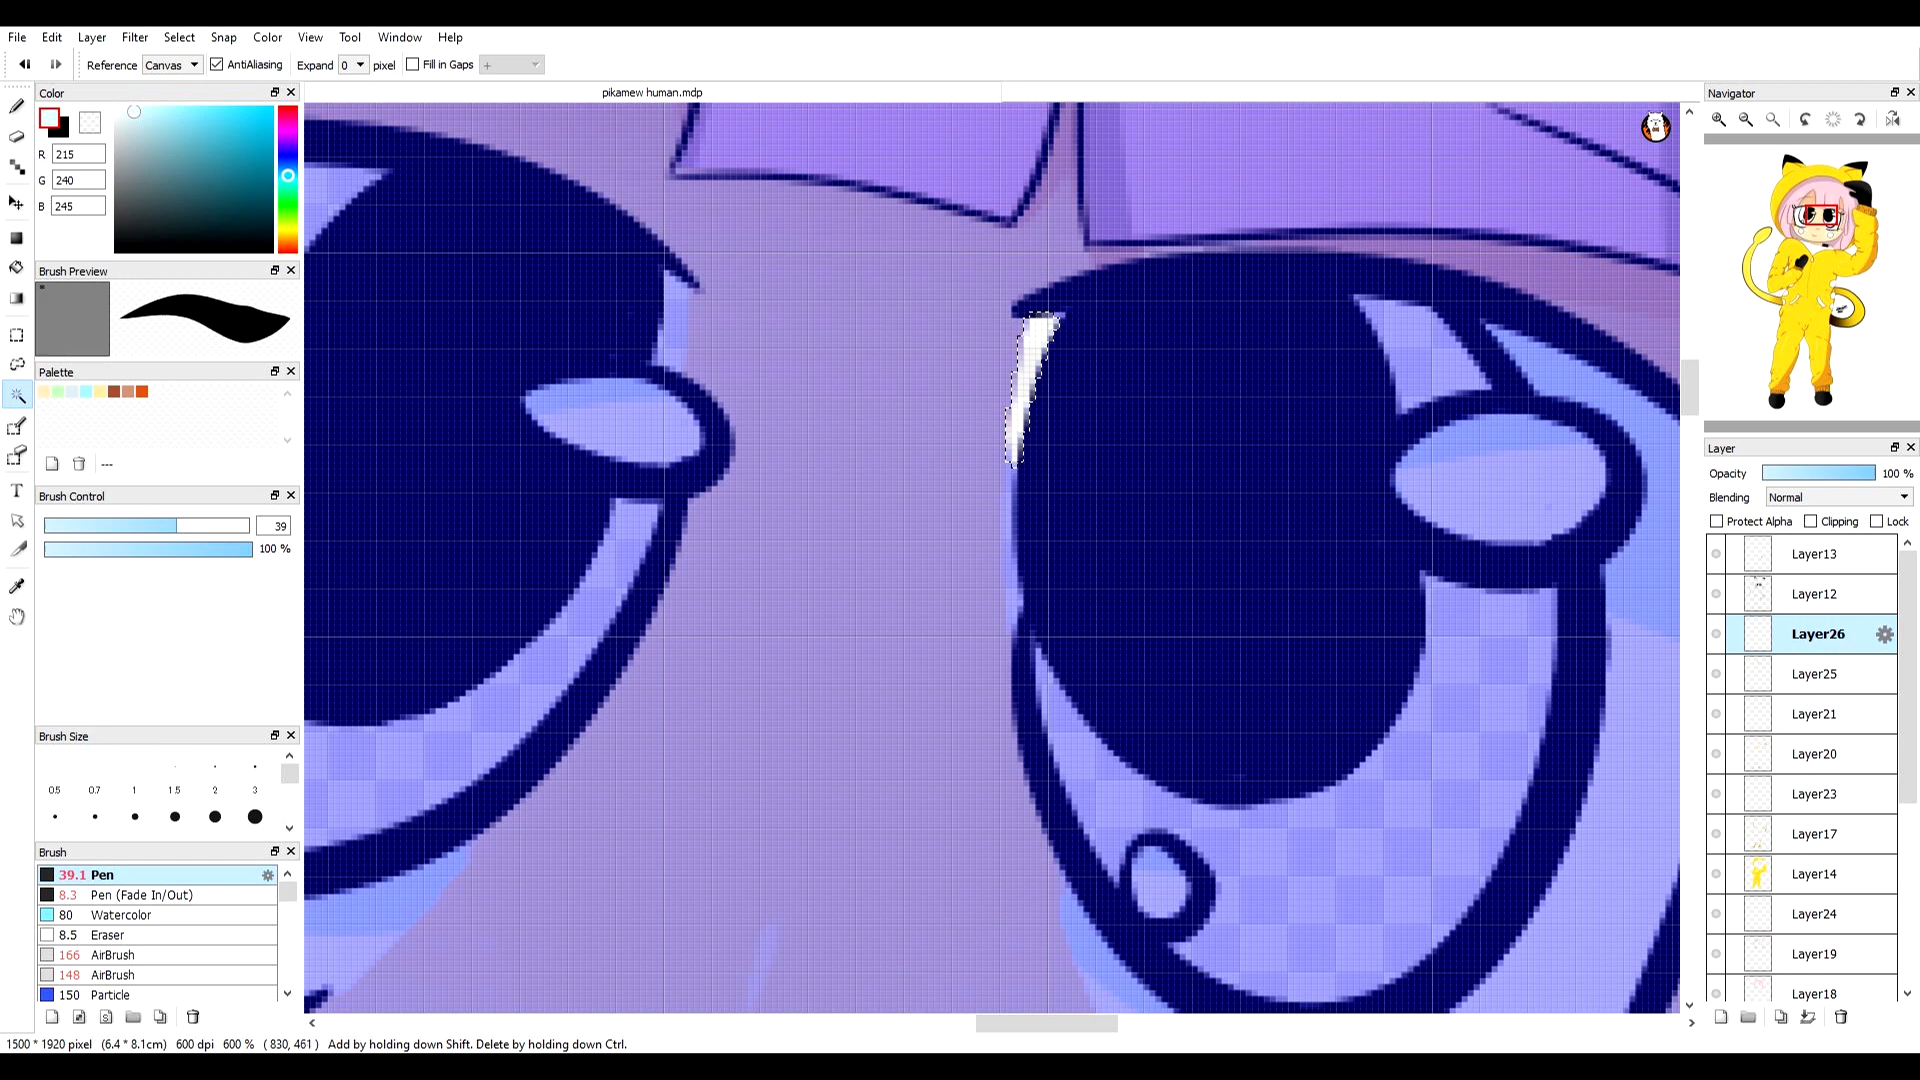 File Edit Layer Filter Select Snap Color View Tool Window Help
Reference Canvas AntiAliasing Expand 0 pixel Fill in Gaps +
Color
pikamew human.mdp
Navigator
R 215
G 240
B 245
Brush Preview
Palette
---
Layer
Opacity 100 %
Blending Normal
Brush Control
Protect Alpha Clipping Lock
39
100 %
Layer13
Layer12
Layer26
Layer25
Layer21
Layer20
Layer23
Layer17
Layer14
Layer24
Layer19
Layer18
Brush Size
0.5 0.7 1 1.5 2 3
Brush
39.1 Pen
8.3 Pen (Fade In/Out)
80 Watercolor
8.5 Eraser
166 AirBrush
148 AirBrush
150 Particle
1500 * 1920 pixel (6.4 * 8.1cm) 600 dpi 600 % ( 830, 461 ) Add by holding down Shift. Delete by holding down Ctrl.